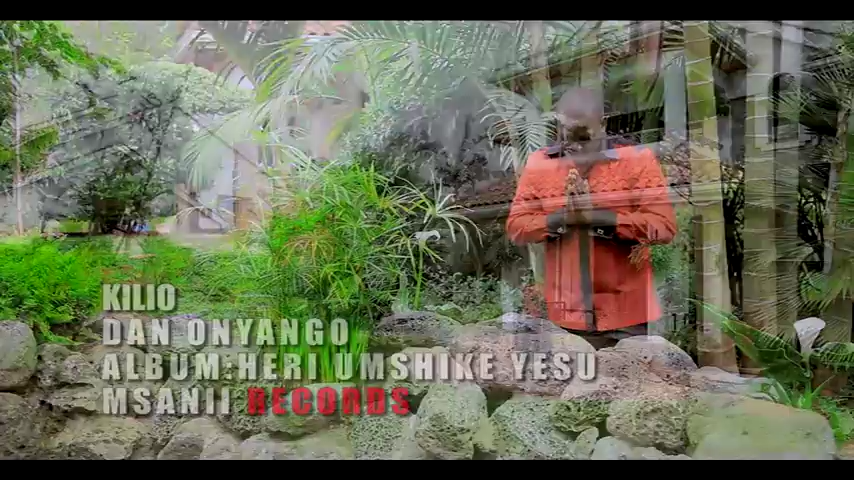 KILIO
DAN ONYANGO
ALBUM:HERI UMSHIKE YESU
MSANII RECORDS